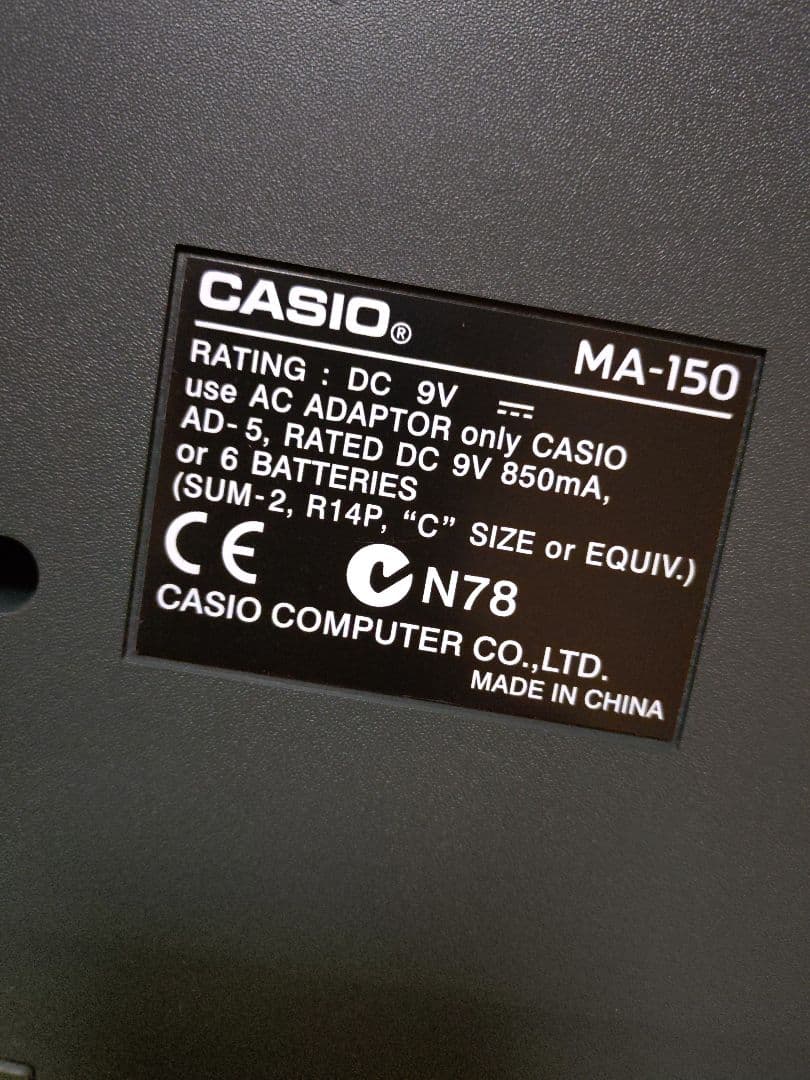 CASIO®
MA-150
RATING : DC 9V ⎓
use AC ADAPTOR only CASIO
AD-5, RATED DC 9V 850mA,
or 6 BATTERIES
(SUM-2, R14P, “C” SIZE or EQUIV.)
CE N78
CASIO COMPUTER CO.,LTD.
MADE IN CHINA